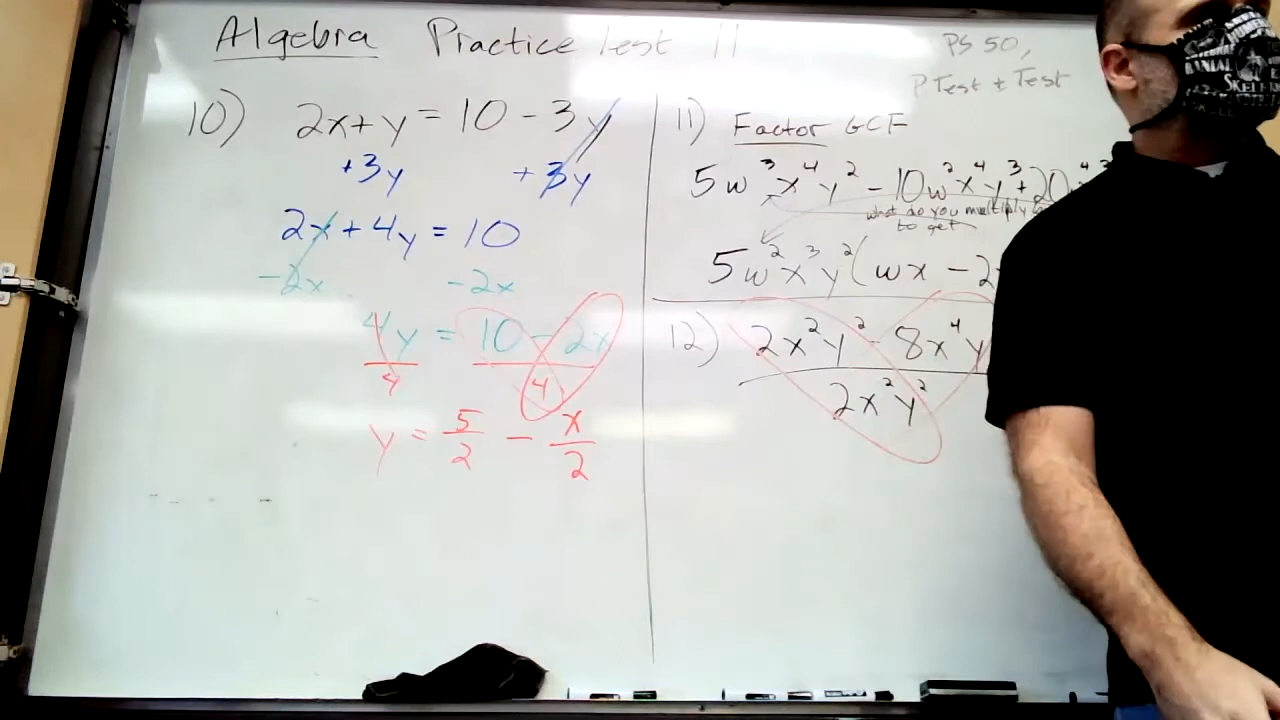 Algebra Practice Test 11
PS 50,
P Test + Test
10) 2x + y = 10 - 3y
+3y +3y
2x + 4y = 10
-2x -2x
4y = 10 - 2x
4 4
y = 5/2 - x/2
11) Factor GCF
5w³x⁴y² - 10w²x⁴y³ + 20
what do you multiply
to get
5w²x³y²(wx - 2
12) 2x²y² - 8x⁴y
2x²y²